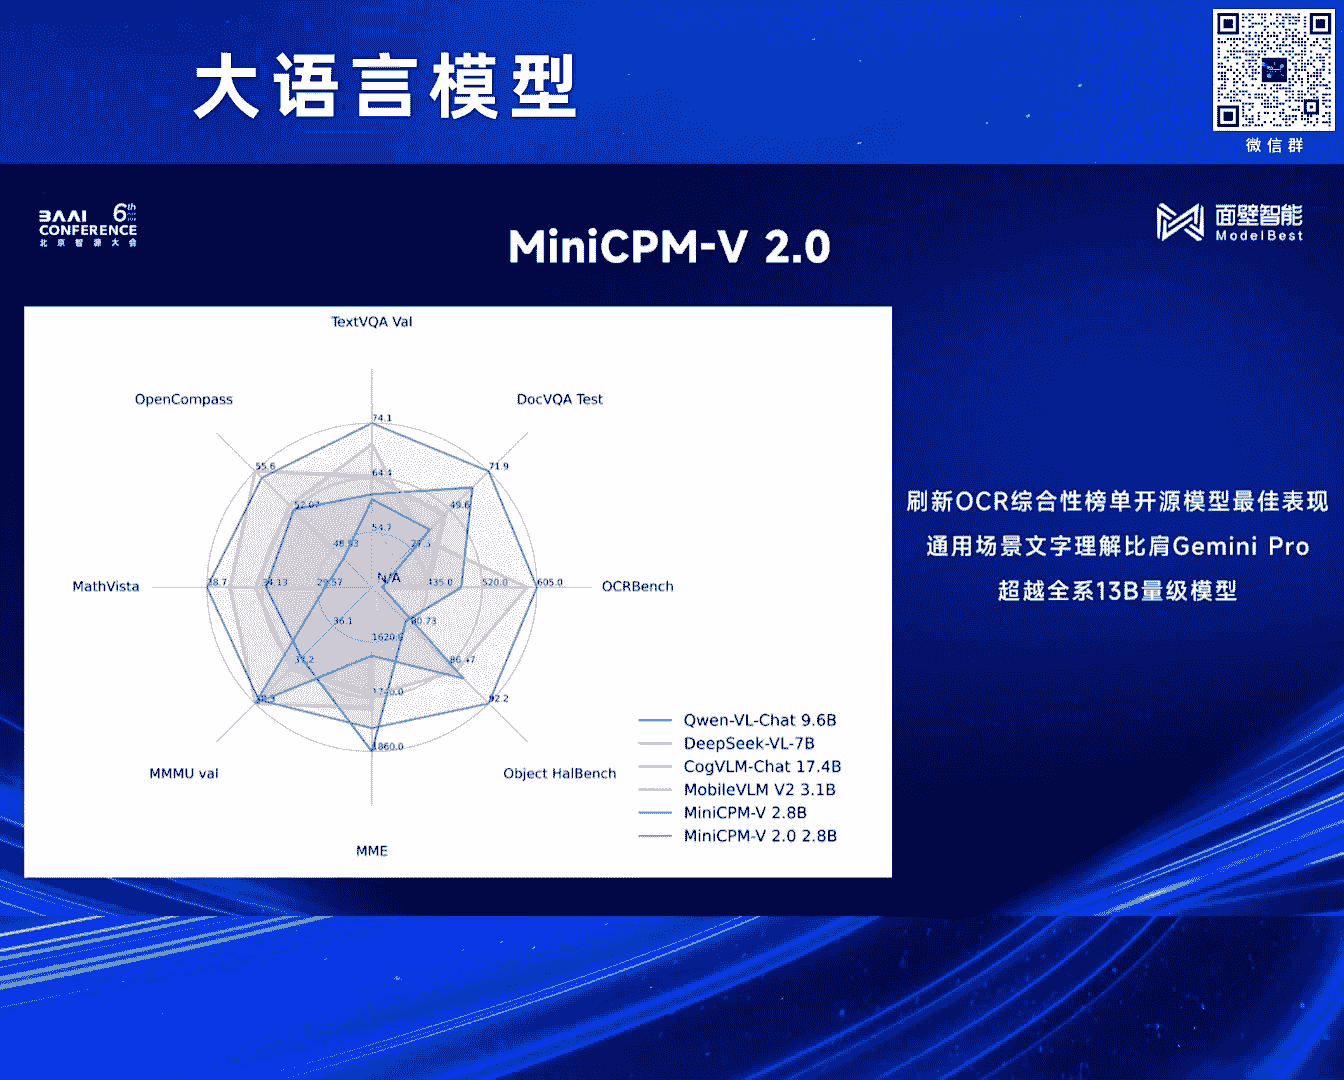 大语言模型
微信群
BAAI 6th
CONFERENCE
北京智源大会
MiniCPM-V 2.0
面壁智能
ModelBest
TextVQA Val
OpenCompass
DocVQA Test
74.1
55.6
71.9
64.4
52.07
49.6
54.7
48.53
27.3
N/A
MathVista
38.7
34.13
29.57
435.0
520.0
605.0
OCRBench
36.1
80.73
1620.0
37.2
86.47
38.3
1740.0
92.2
1860.0
MMMU val
Object HalBench
MME
Qwen-VL-Chat 9.6B
DeepSeek-VL-7B
CogVLM-Chat 17.4B
MobileVLM V2 3.1B
MiniCPM-V 2.8B
MiniCPM-V 2.0 2.8B
刷新OCR综合性榜单开源模型最佳表现
通用场景文字理解比肩Gemini Pro
超越全系13B量级模型